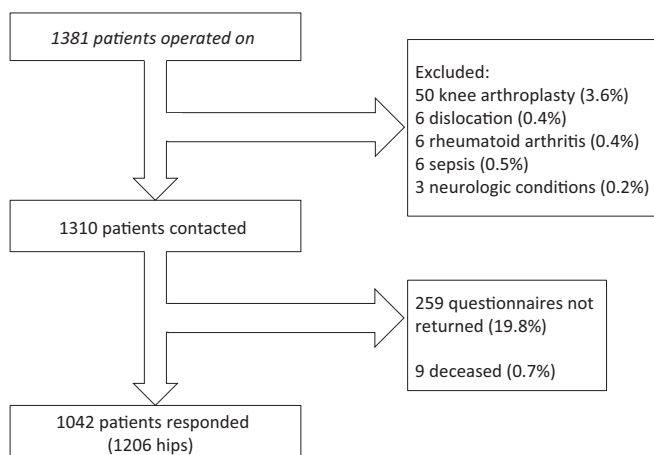 1381 patients operated on
Excluded:
50 knee arthroplasty (3.6%)
6 dislocation (0.4%)
6 rheumatoid arthritis (0.4%)
6 sepsis (0.5%)
3 neurologic conditions (0.2%)
1310 patients contacted
259 questionnaires not
returned (19.8%)
9 deceased (0.7%)
1042 patients responded
(1206 hips)